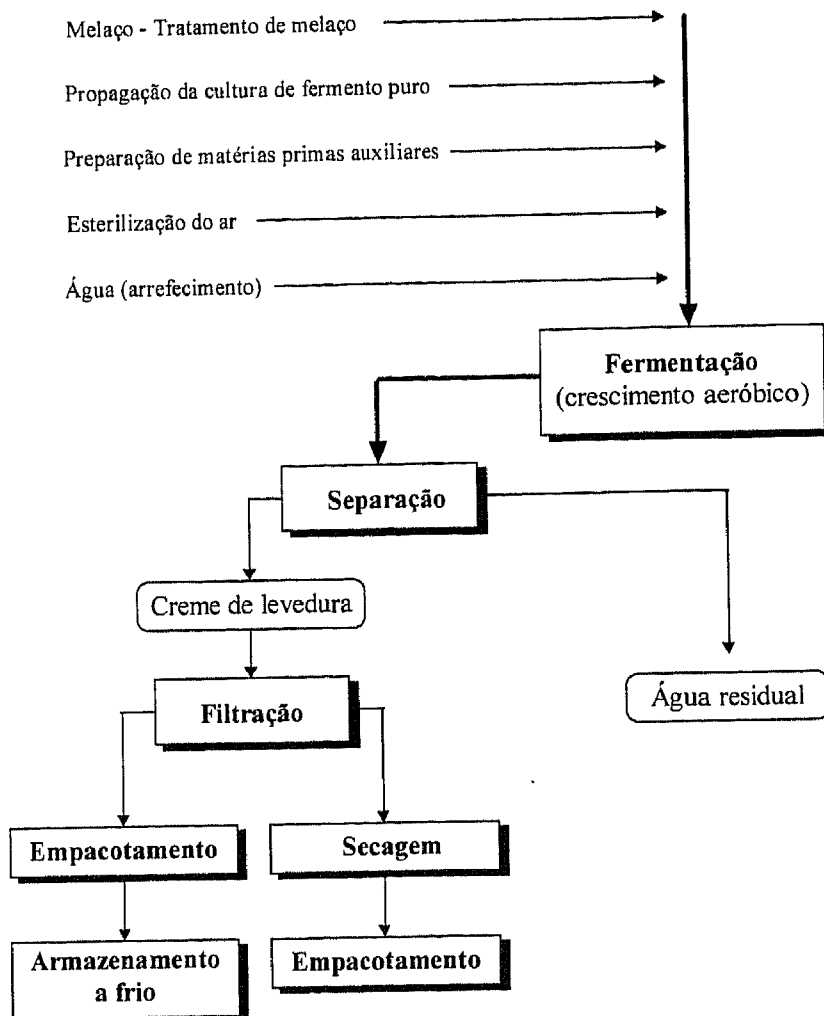 Melaço - Tratamento de melaço
Propagação da cultura de fermento puro
Preparação de matérias primas auxiliares
Esterilização do ar
Água (arrefecimento)
Fermentação
(crescimento aeróbico)
Separação
Creme de levedura
Água residual
Filtração
Empacotamento
Secagem
Armazenamento
a frio
Empacotamento